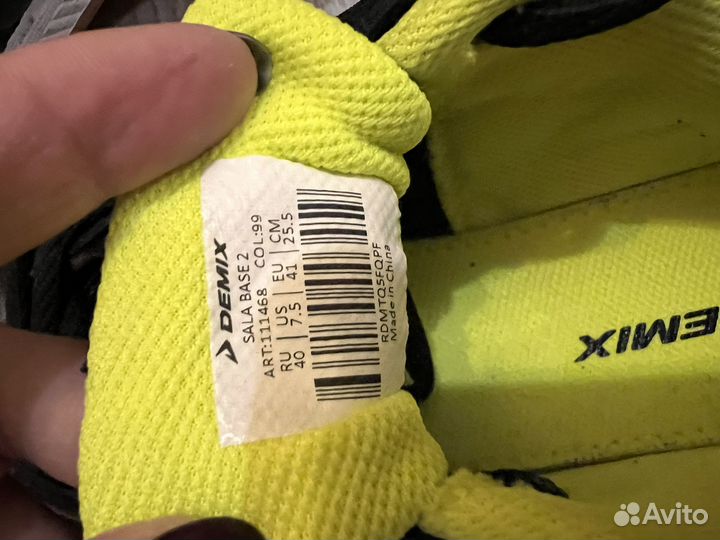 DEMIX
SALA BASE 2
ART:111468 COL:99
RU | US | EU | CM
40 | 7.5 | 41 | 25.5
RDMTQ5FQPF
Made in China
EMIX
Avito